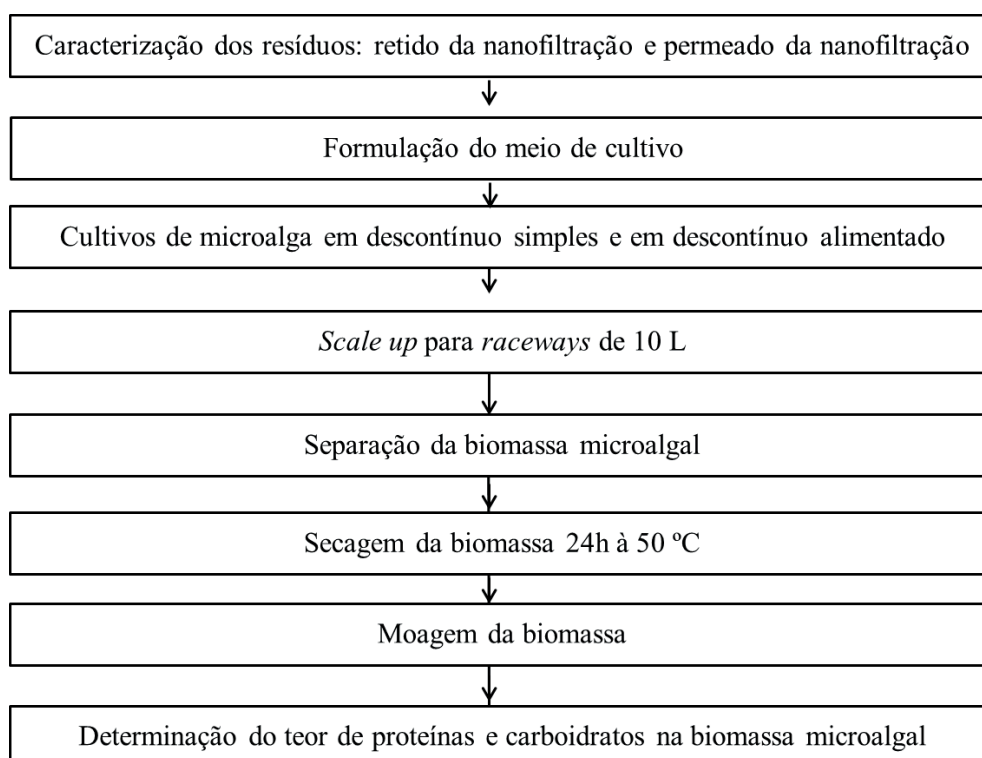 Caracterização dos resíduos: retido da nanofiltração e permeado da nanofiltração
Formulação do meio de cultivo
Cultivos de microalga em descontínuo simples e em descontínuo alimentado
Scale up para raceways de 10 L
Separação da biomassa microalgal
Secagem da biomassa 24h à 50 ºC
Moagem da biomassa
Determinação do teor de proteínas e carboidratos na biomassa microalgal